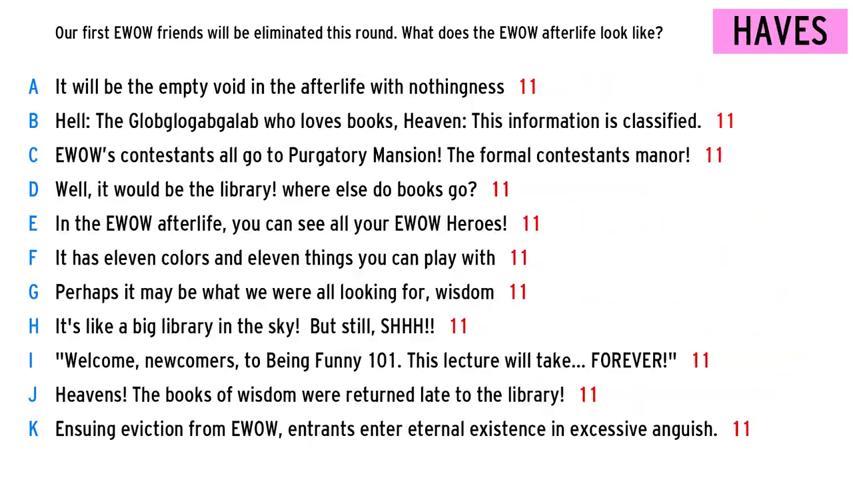 Our first EWOW friends will be eliminated this round. What does the EWOW afterlife look like?
HAVES
A It will be the empty void in the afterlife with nothingness 11
B Hell: The Globglogabgalab who loves books, Heaven: This information is classified. 11
C EWOW's contestants all go to Purgatory Mansion! The formal contestants manor! 11
D Well, it would be the library! where else do books go? 11
E In the EWOW afterlife, you can see all your EWOW Heroes! 11
F It has eleven colors and eleven things you can play with 11
G Perhaps it may be what we were all looking for, wisdom 11
H It's like a big library in the sky! But still, SHHH!! 11
I "Welcome, newcomers, to Being Funny 101. This lecture will take... FOREVER!" 11
J Heavens! The books of wisdom were returned late to the library! 11
K Ensuing eviction from EWOW, entrants enter eternal existence in excessive anguish. 11